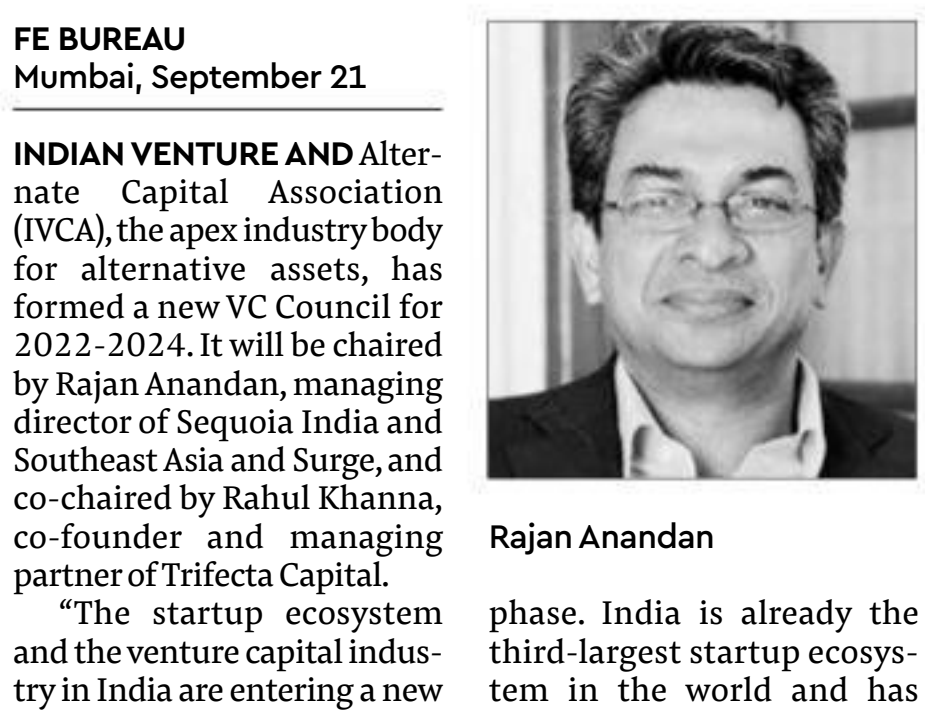 FE BUREAU
Mumbai, September 21
INDIAN VENTURE AND Alter-
nate Capital Association
(IVCA), the apex industry body
for alternative assets, has
formed a new VC Council for
2022-2024. It will be chaired
by Rajan Anandan, managing
director of Sequoia India and
Southeast Asia and Surge, and
co-chaired by Rahul Khanna,
co-founder and managing
partner of Trifecta Capital.
“The startup ecosystem
and the venture capital indus-
try in India are entering a new
Rajan Anandan
phase. India is already the
third-largest startup ecosys-
tem in the world and has